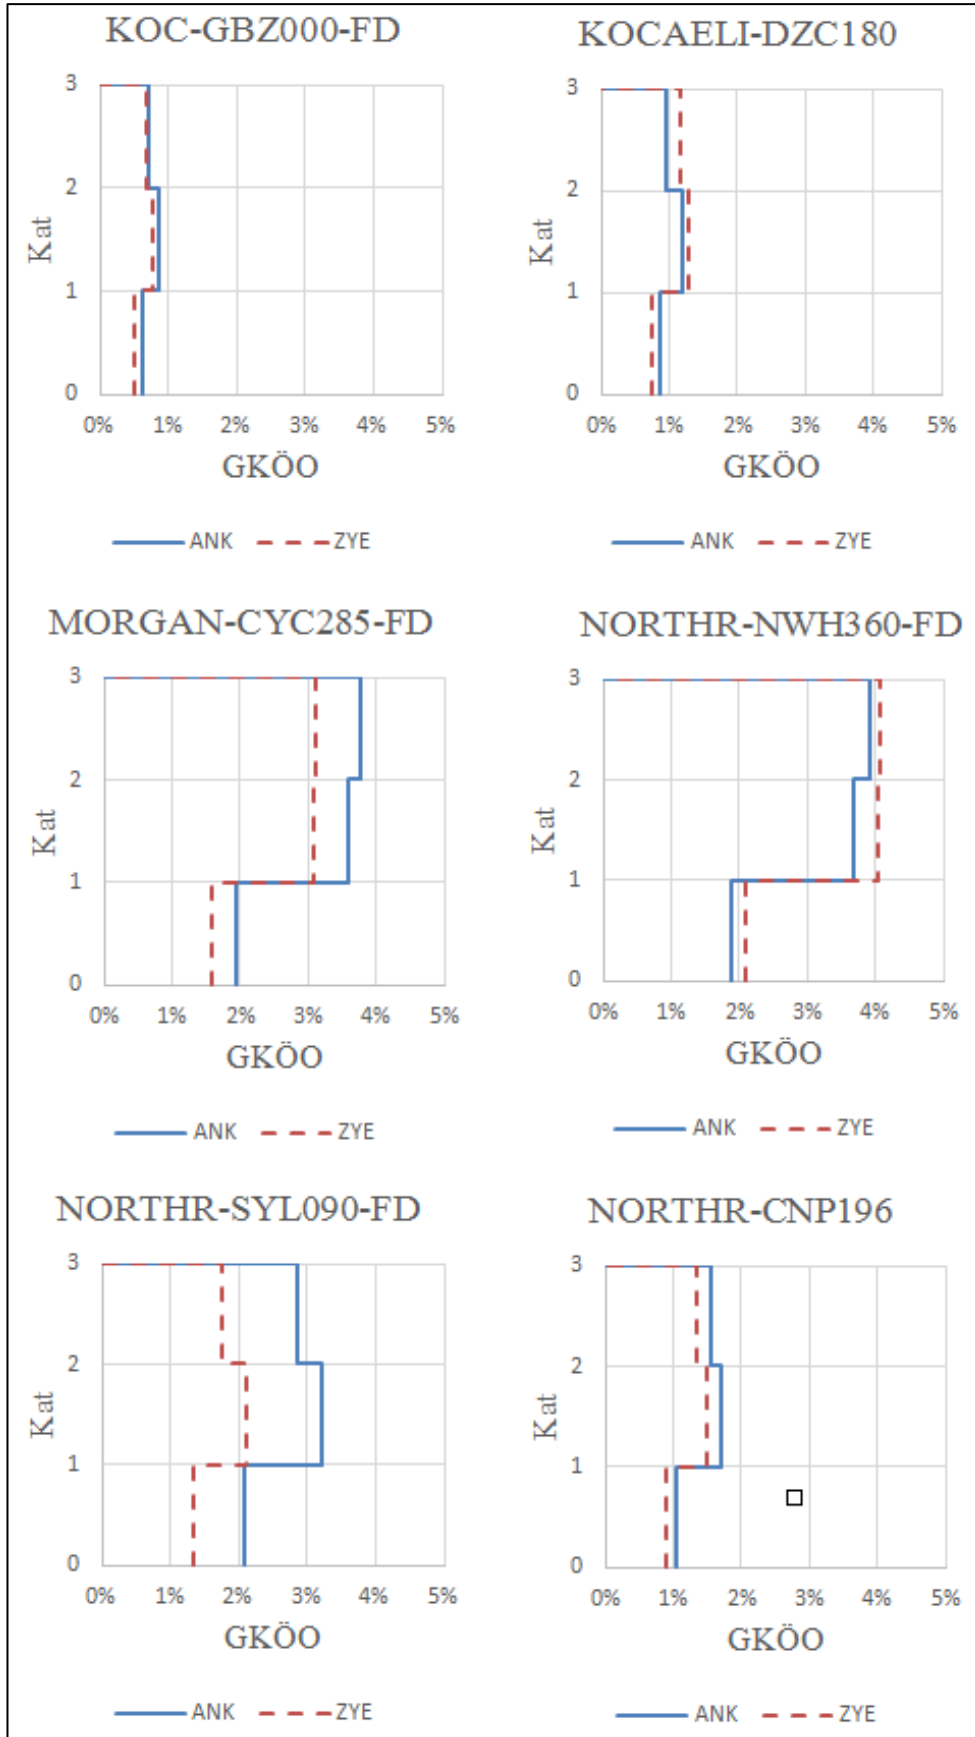 KOC-GBZ000-FD
3
2
1
0
Kat
0% 1% 2% 3% 4% 5%
GKÖO
ANK ZYE
KOCAELI-DZC180
3
2
1
0
Kat
0% 1% 2% 3% 4% 5%
GKÖO
ANK ZYE
MORGAN-CYC285-FD
3
2
1
0
Kat
0% 1% 2% 3% 4% 5%
GKÖO
ANK ZYE
NORTHR-NWH360-FD
3
2
1
0
Kat
0% 1% 2% 3% 4% 5%
GKÖO
ANK ZYE
NORTHR-SYL090-FD
3
2
1
0
Kat
0% 1% 2% 3% 4% 5%
GKÖO
ANK ZYE
NORTHR-CNP196
3
2
1
0
Kat
0% 1% 2% 3% 4% 5%
GKÖO
ANK ZYE